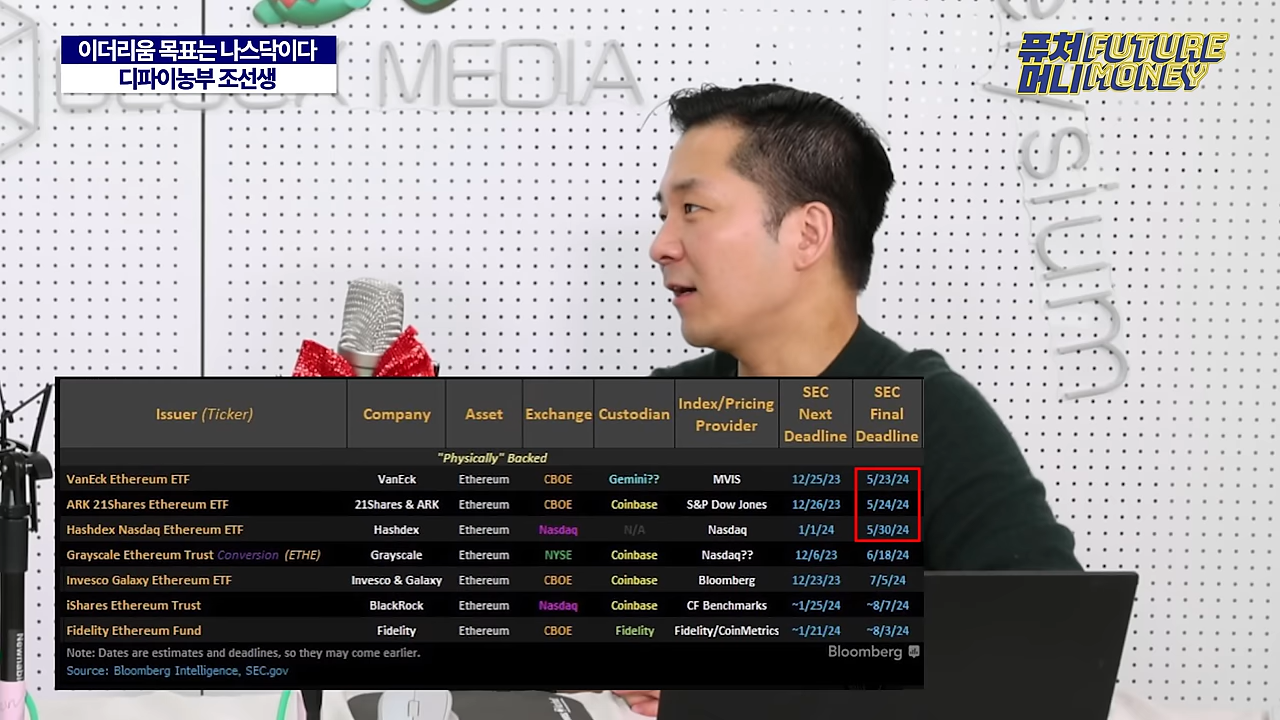 이더리움 목표는 나스닥이다
디파이농부 조선생
퓨처 FUTURE
머니 MONEY
BLOCK MEDIA
ysium
Issuer (Ticker) Company Asset Exchange Custodian Index/Pricing Provider SEC Next Deadline SEC Final Deadline
"Physically" Backed
VanEck Ethereum ETF VanEck Ethereum CBOE Gemini?? MVIS 12/25/23 5/23/24
ARK 21Shares Ethereum ETF 21Shares & ARK Ethereum CBOE Coinbase S&P Dow Jones 12/26/23 5/24/24
Hashdex Nasdaq Ethereum ETF Hashdex Ethereum Nasdaq N/A Nasdaq 1/1/24 5/30/24
Grayscale Ethereum Trust Conversion (ETHE) Grayscale Ethereum NYSE Coinbase Nasdaq?? 12/6/23 6/18/24
Invesco Galaxy Ethereum ETF Invesco & Galaxy Ethereum CBOE Coinbase Bloomberg 12/23/23 7/5/24
iShares Ethereum Trust BlackRock Ethereum Nasdaq Coinbase CF Benchmarks ~1/25/24 ~8/7/24
Fidelity Ethereum Fund Fidelity Ethereum CBOE Fidelity Fidelity/CoinMetrics ~1/21/24 ~8/3/24
Note: Dates are estimates and deadlines, so they may come earlier.
Bloomberg
Source: Bloomberg Intelligence, SEC.gov